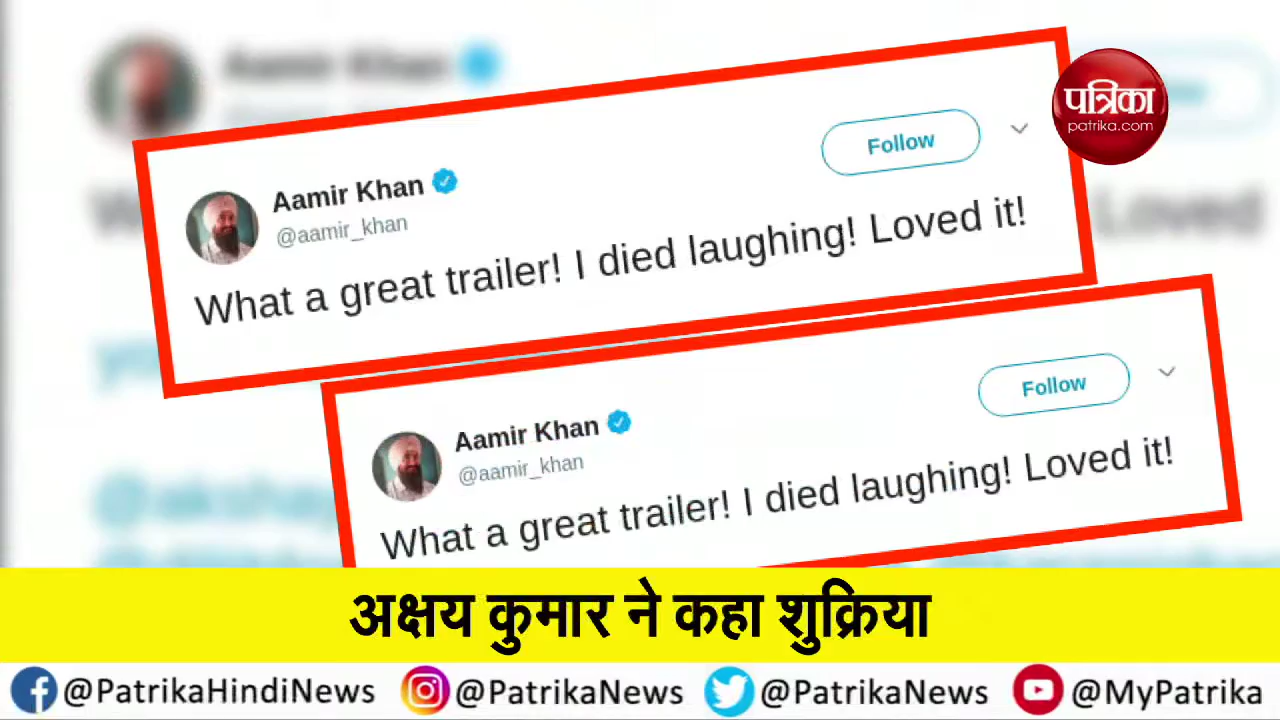 पत्रिका
patrika.com
Aamir Khan
@aamir_khan
Follow
What a great trailer! I died laughing! Loved it!
Aamir Khan
@aamir_khan
Follow
What a great trailer! I died laughing! Loved it!
अक्षय कुमार ने कहा शुक्रिया
@PatrikaHindiNews @PatrikaNews @PatrikaNews @MyPatrika